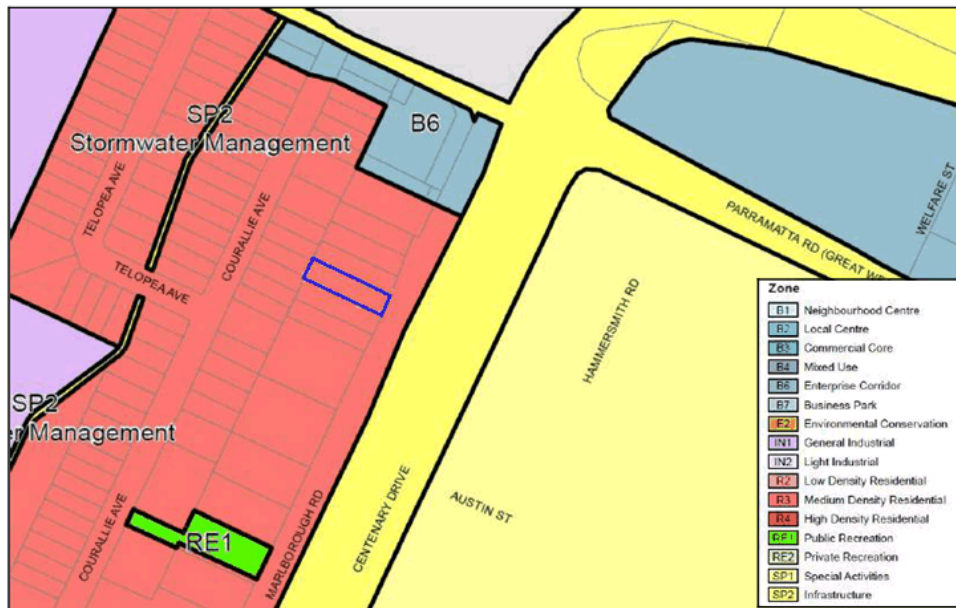 SP2
Stormwater Management
B6
TELOPEA AVE
COURALLIE AVE
TELOPEA AVE
PARRAMATTA RD (GREAT WE
WELFARE ST
HAMMERSMITH RD
SP2
er Management
CENTENARY DRIVE
AUSTIN ST
MARLBOROUGH RD
COURALLIE AVE
RE1
Zone
B1 Neighbourhood Centre
B2 Local Centre
B3 Commercial Core
B4 Mixed Use
B6 Enterprise Corridor
B7 Business Park
E2 Environmental Conservation
IN1 General Industrial
IN2 Light Industrial
R2 Low Density Residential
R3 Medium Density Residential
R4 High Density Residential
RE1 Public Recreation
RE2 Private Recreation
SP1 Special Activities
SP2 Infrastructure